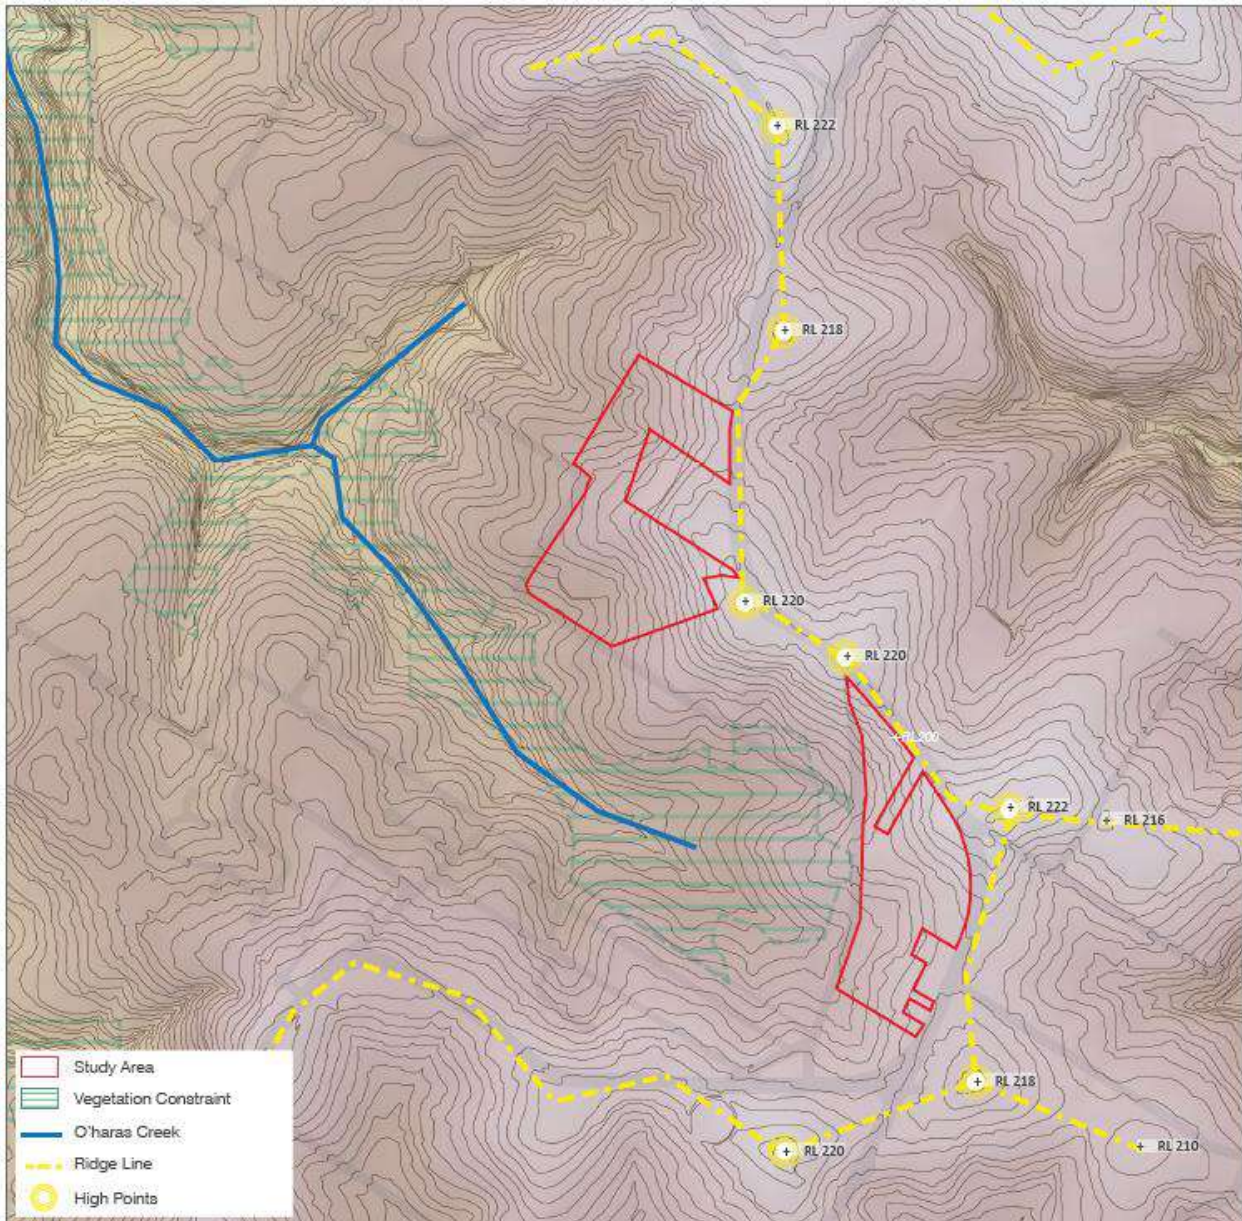 RL 222
RL 218
RL 220
RL 220
RL200
RL 222
RL 216
RL 218
RL 210
RL 220
Study Area
Vegetation Constraint
O'haras Creek
Ridge Line
High Points